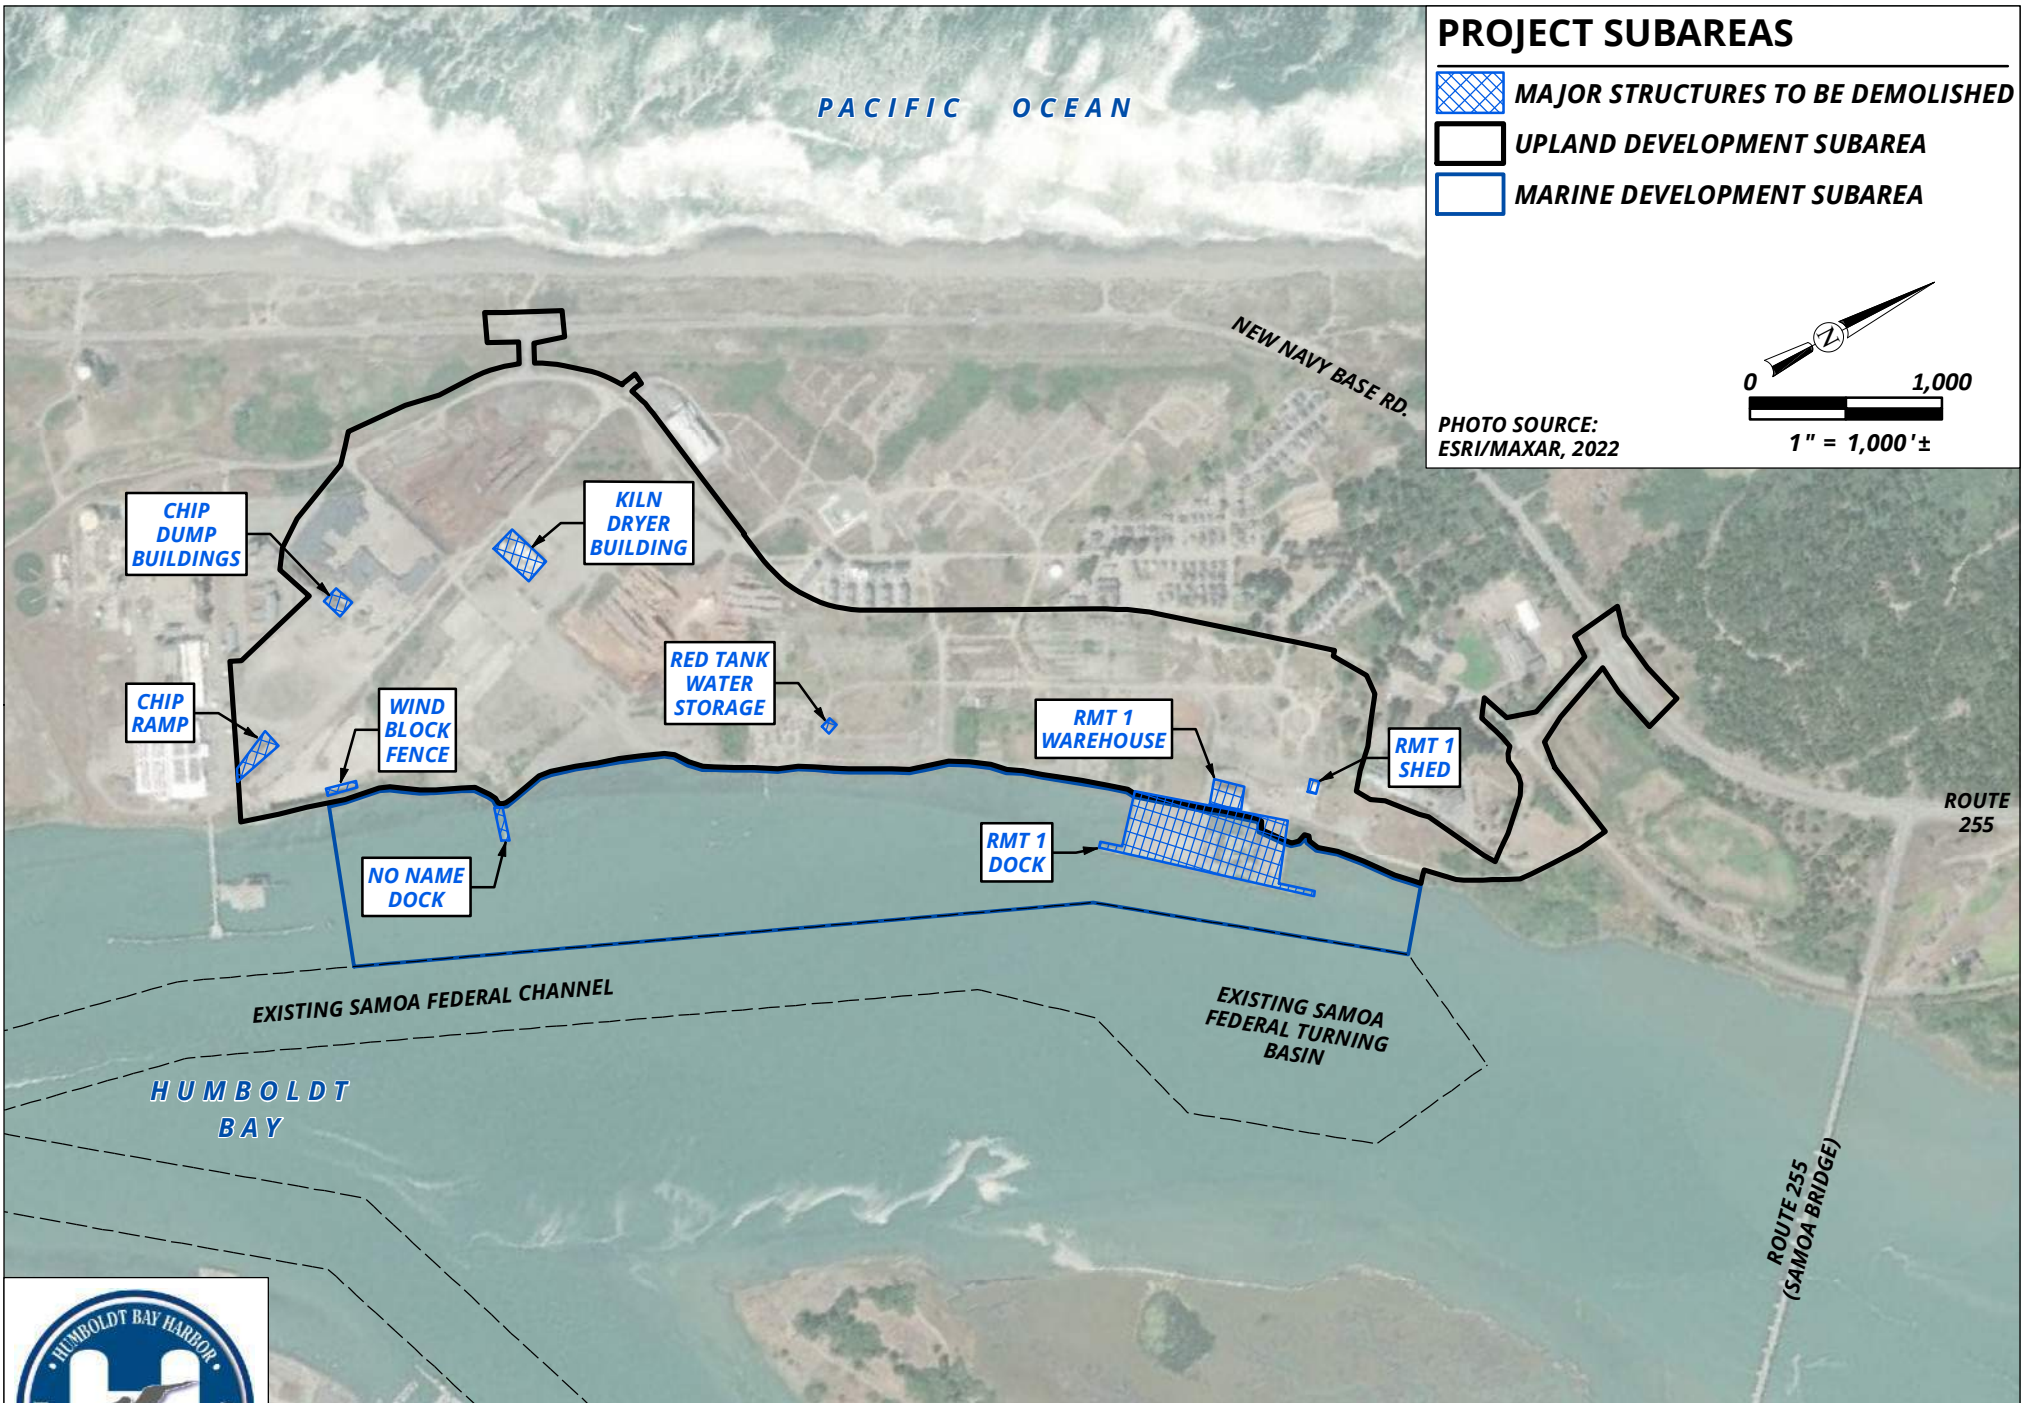 PROJECT SUBAREAS
MAJOR STRUCTURES TO BE DEMOLISHED
UPLAND DEVELOPMENT SUBAREA
MARINE DEVELOPMENT SUBAREA
N
0 1,000
1" = 1,000'±
PHOTO SOURCE:
ESRI/MAXAR, 2022
PACIFIC OCEAN
NEW NAVY BASE RD.
CHIP
DUMP
BUILDINGS
KILN
DRYER
BUILDING
RED TANK
WATER
STORAGE
CHIP
RAMP
WIND
BLOCK
FENCE
RMT 1
WAREHOUSE
RMT 1
SHED
NO NAME
DOCK
RMT 1
DOCK
ROUTE
255
EXISTING SAMOA FEDERAL CHANNEL
EXISTING SAMOA
FEDERAL TURNING
BASIN
HUMBOLDT
BAY
ROUTE 255
(SAMOA BRIDGE)
• HUMBOLDT BAY HARBOR •